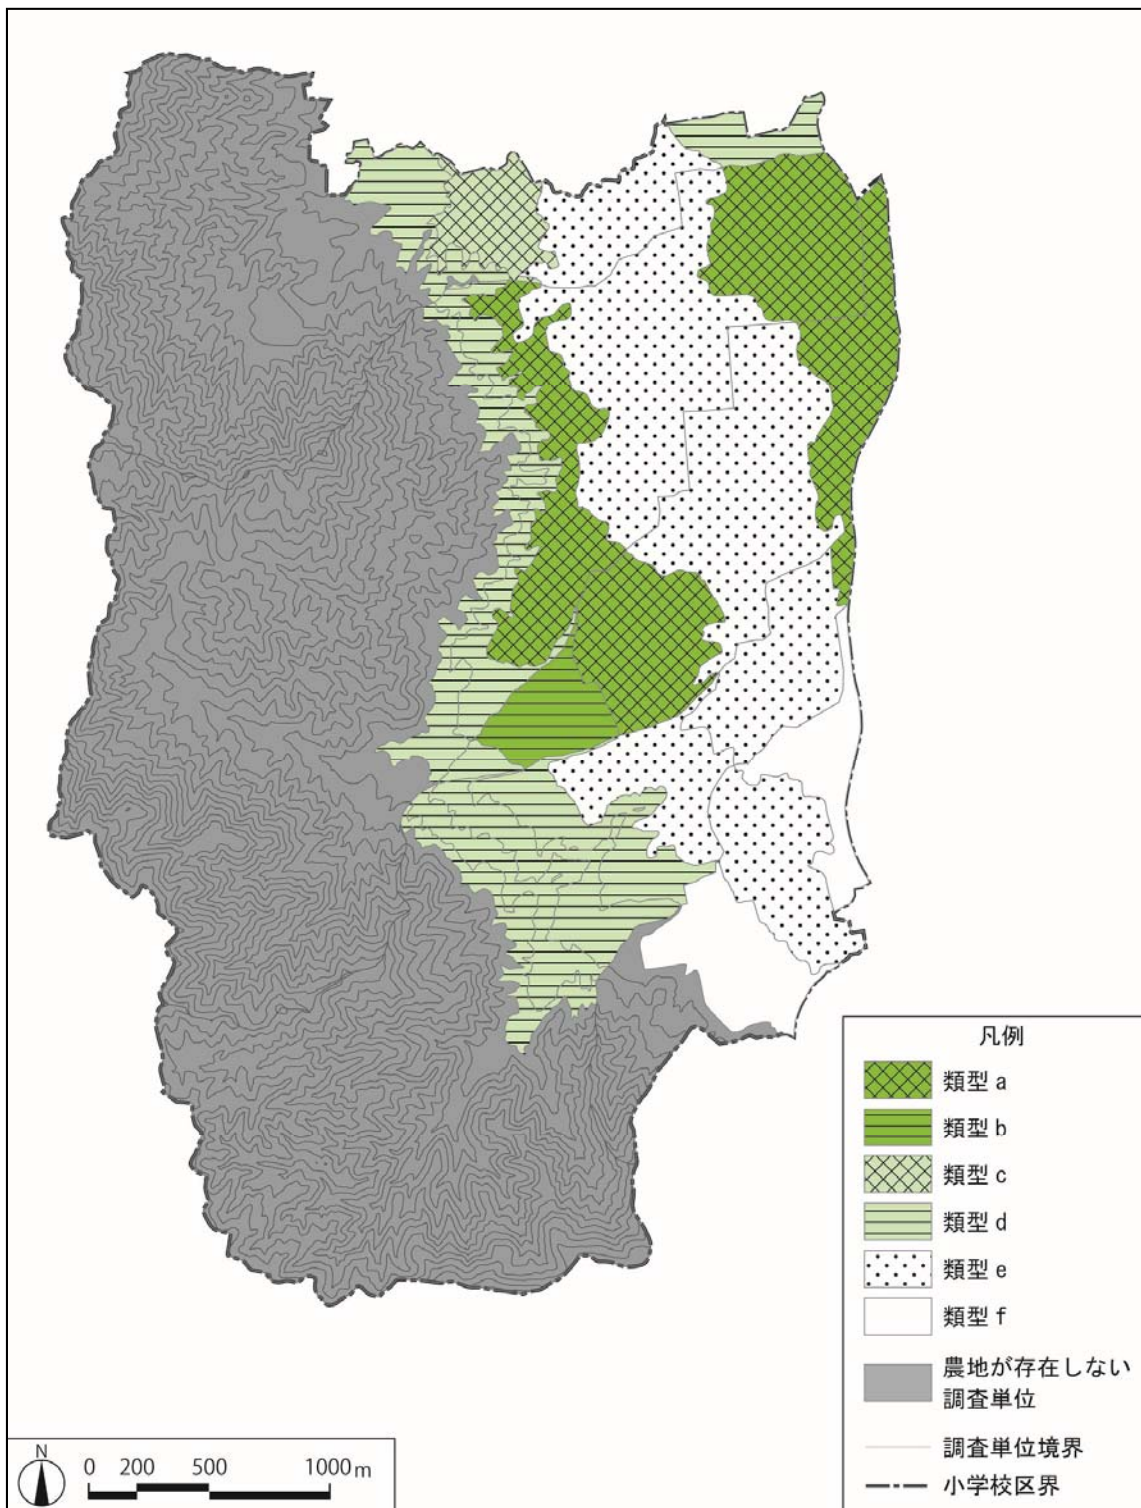 凡例
類型 a
類型 b
類型 c
類型 d
類型 e
類型 f
農地が存在しない
調査単位
調査単位境界
小学校区界
N
0 200 500 1000m